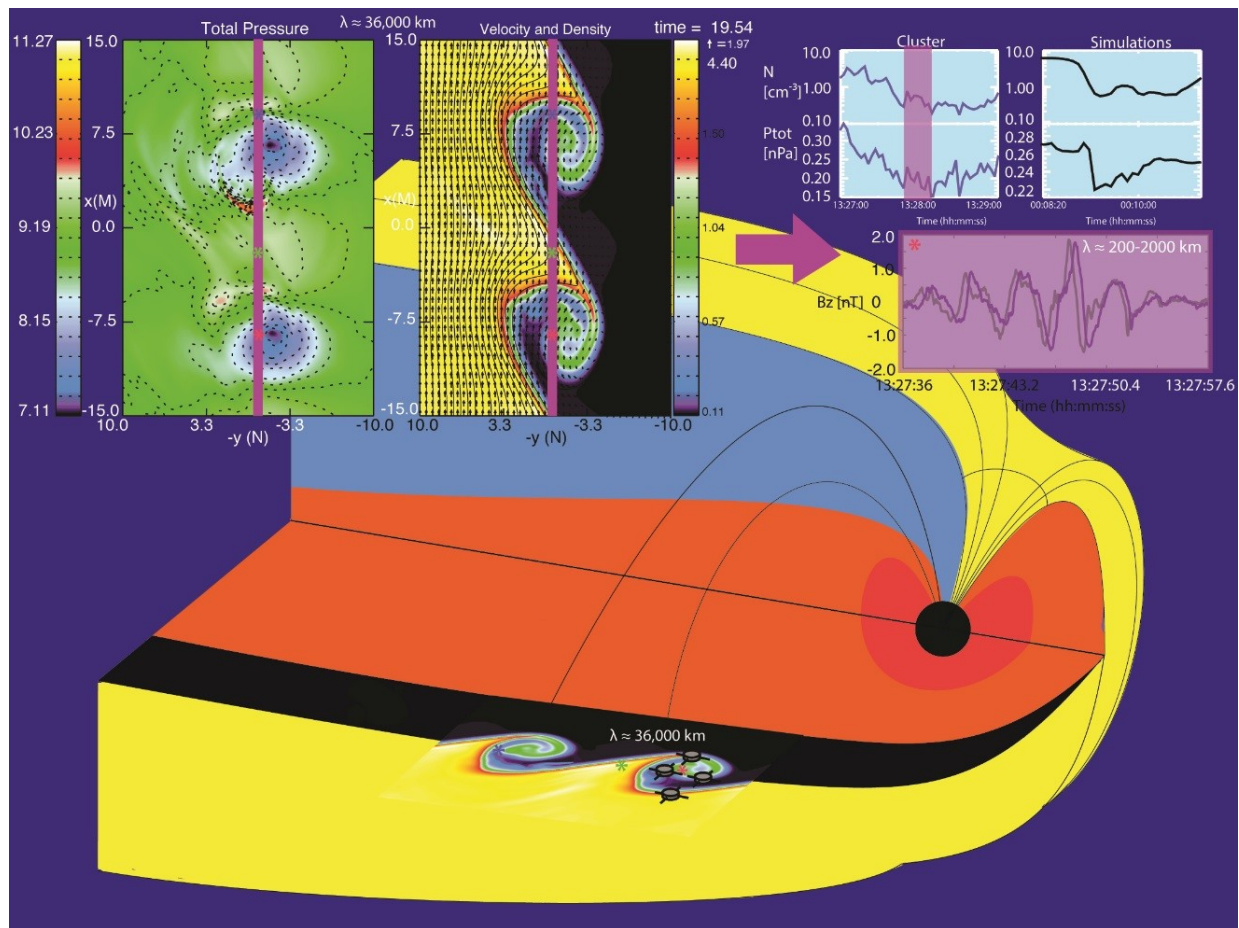 Total Pressure
λ ≈ 36,000 km
Velocity and Density
time = 19.54
11.27
10.23
9.19
8.15
7.11
15.0
7.5
x(M)
0.0
-7.5
-15.0
10.0
3.3
-3.3
-10.0
-y (N)
15.0
7.5
x(M)
0.0
-7.5
-15.0
10.0
3.3
-3.3
-10.0
-y (N)
↑ =1.97
4.40
1.50
1.04
0.57
0.11
Cluster
Simulations
N
[cm-3]
10.0
1.00
0.10
Ptot
[nPa]
0.30
0.25
0.20
0.15
13:27:00
13:28:00
13:29:00
Time (hh:mm:ss)
10.0
1.00
0.10
0.28
0.26
0.24
0.22
00:08:20
00:10:00
Time (hh:mm:ss)
λ ≈ 200-2000 km
Bz [nT]
2.0
1.0
0
-1.0
-2.0
13:27:36
13:27:43.2
13:27:50.4
13:27:57.6
Time (hh:mm:ss)
λ ≈ 36,000 km